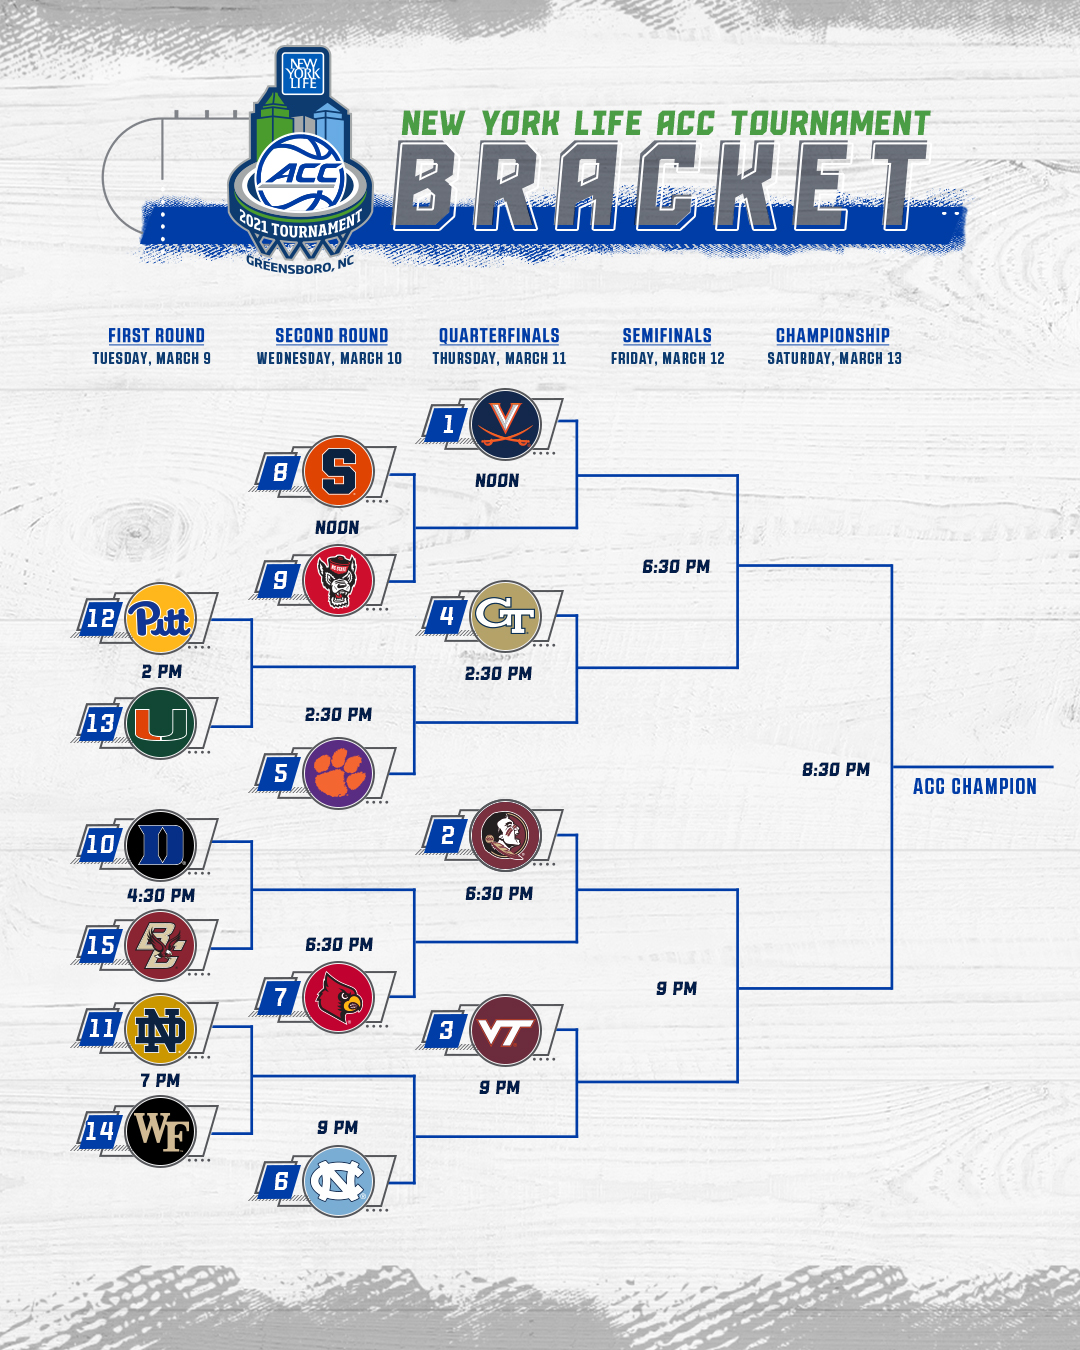 NEW
YORK
LIFE
ACC
2021 TOURNAMENT
GREENSBORO, NC
NEW YORK LIFE ACC TOURNAMENT
BRACKET
FIRST ROUND
TUESDAY, MARCH 9
SECOND ROUND
WEDNESDAY, MARCH 10
QUARTERFINALS
THURSDAY, MARCH 11
SEMIFINALS
FRIDAY, MARCH 12
CHAMPIONSHIP
SATURDAY, MARCH 13
1
V
NOON
8
S
NOON
9
6:30 PM
12
Pitt
4
GT
2 PM
2:30 PM
13
U
2:30 PM
5
8:30 PM
ACC CHAMPION
10
D
2
4:30 PM
6:30 PM
15
BC
6:30 PM
7
9 PM
11
ND
3
VT
7 PM
9 PM
14
WF
9 PM
6
NC